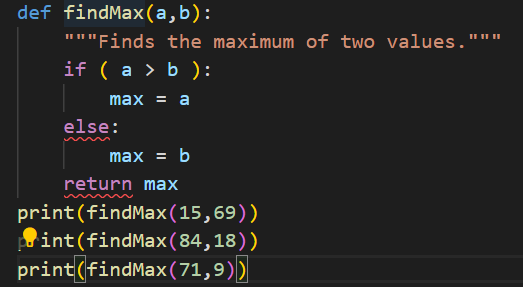 def findMax(a,b):
    """Finds the maximum of two values."""
    if ( a > b ):
        max = a
    else:
        max = b
    return max
print(findMax(15,69))
print(findMax(84,18))
print(findMax(71,9))